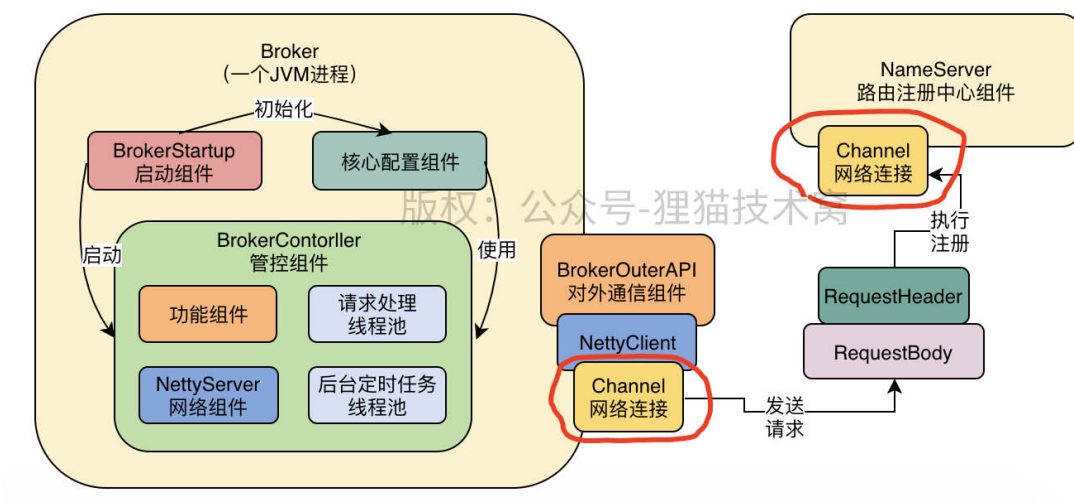 Broker
（一个JVM进程）
初始化
BrokerStartup
启动组件
核心配置组件
启动
使用
BrokerContorller
管控组件
功能组件
请求处理
线程池
NettyServer
网络组件
后台定时任务
线程池
BrokerOuterAPI
对外通信组件
NettyClient
Channel
网络连接
发送
请求
NameServer
路由注册中心组件
Channel
网络连接
执行
注册
RequestHeader
RequestBody
版权：公众号-狸猫技术窝